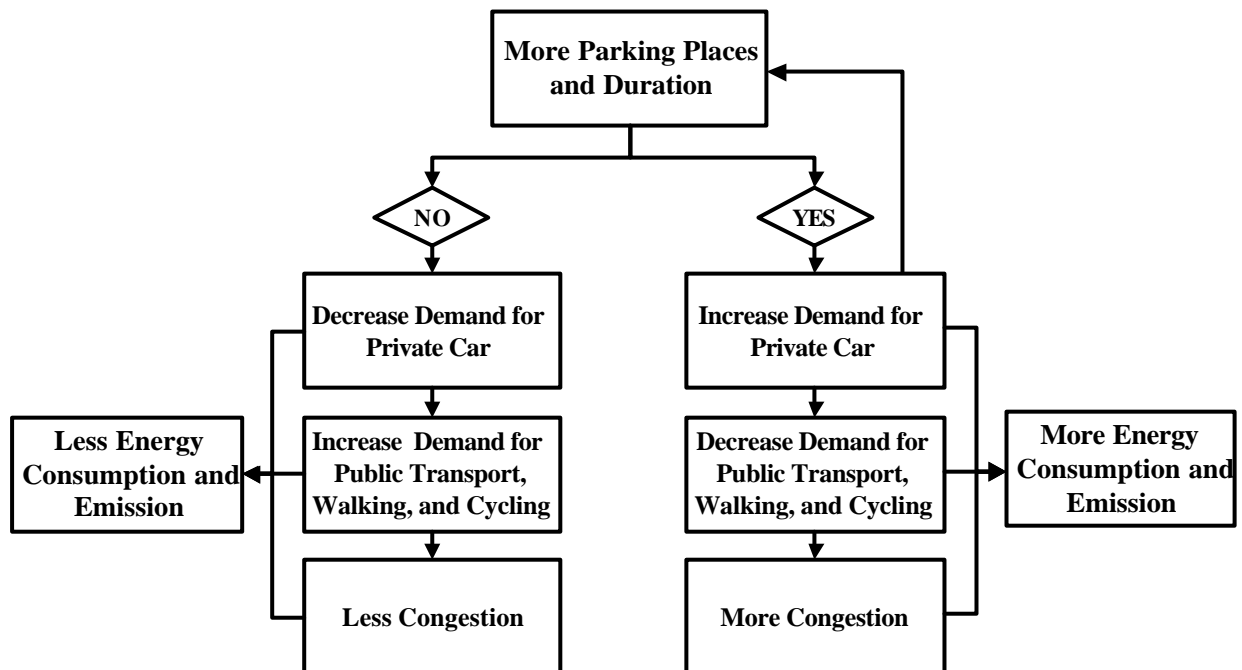 More Parking Places
and Duration
NO
YES
Decrease Demand for
Private Car
Increase Demand for
Private Car
Less Energy
Consumption and
Emission
Increase Demand for
Public Transport,
Walking, and Cycling
Decrease Demand for
Public Transport,
Walking, and Cycling
More Energy
Consumption and
Emission
Less Congestion
More Congestion